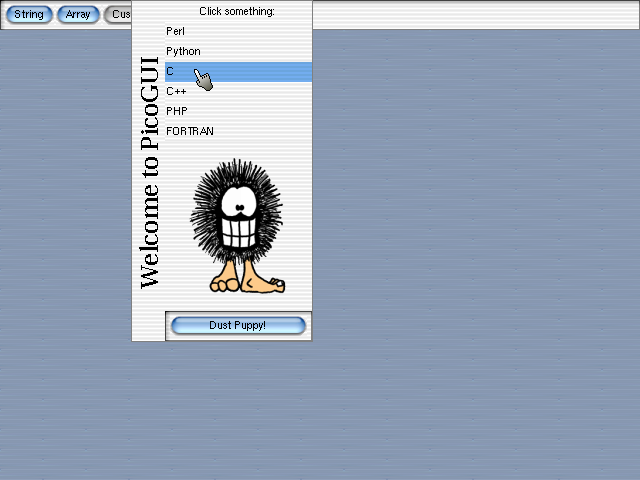 String
Array
Cus
Click something:
Perl
Python
C
C++
PHP
FORTRAN
Welcome to PicoGUI
Dust Puppy!